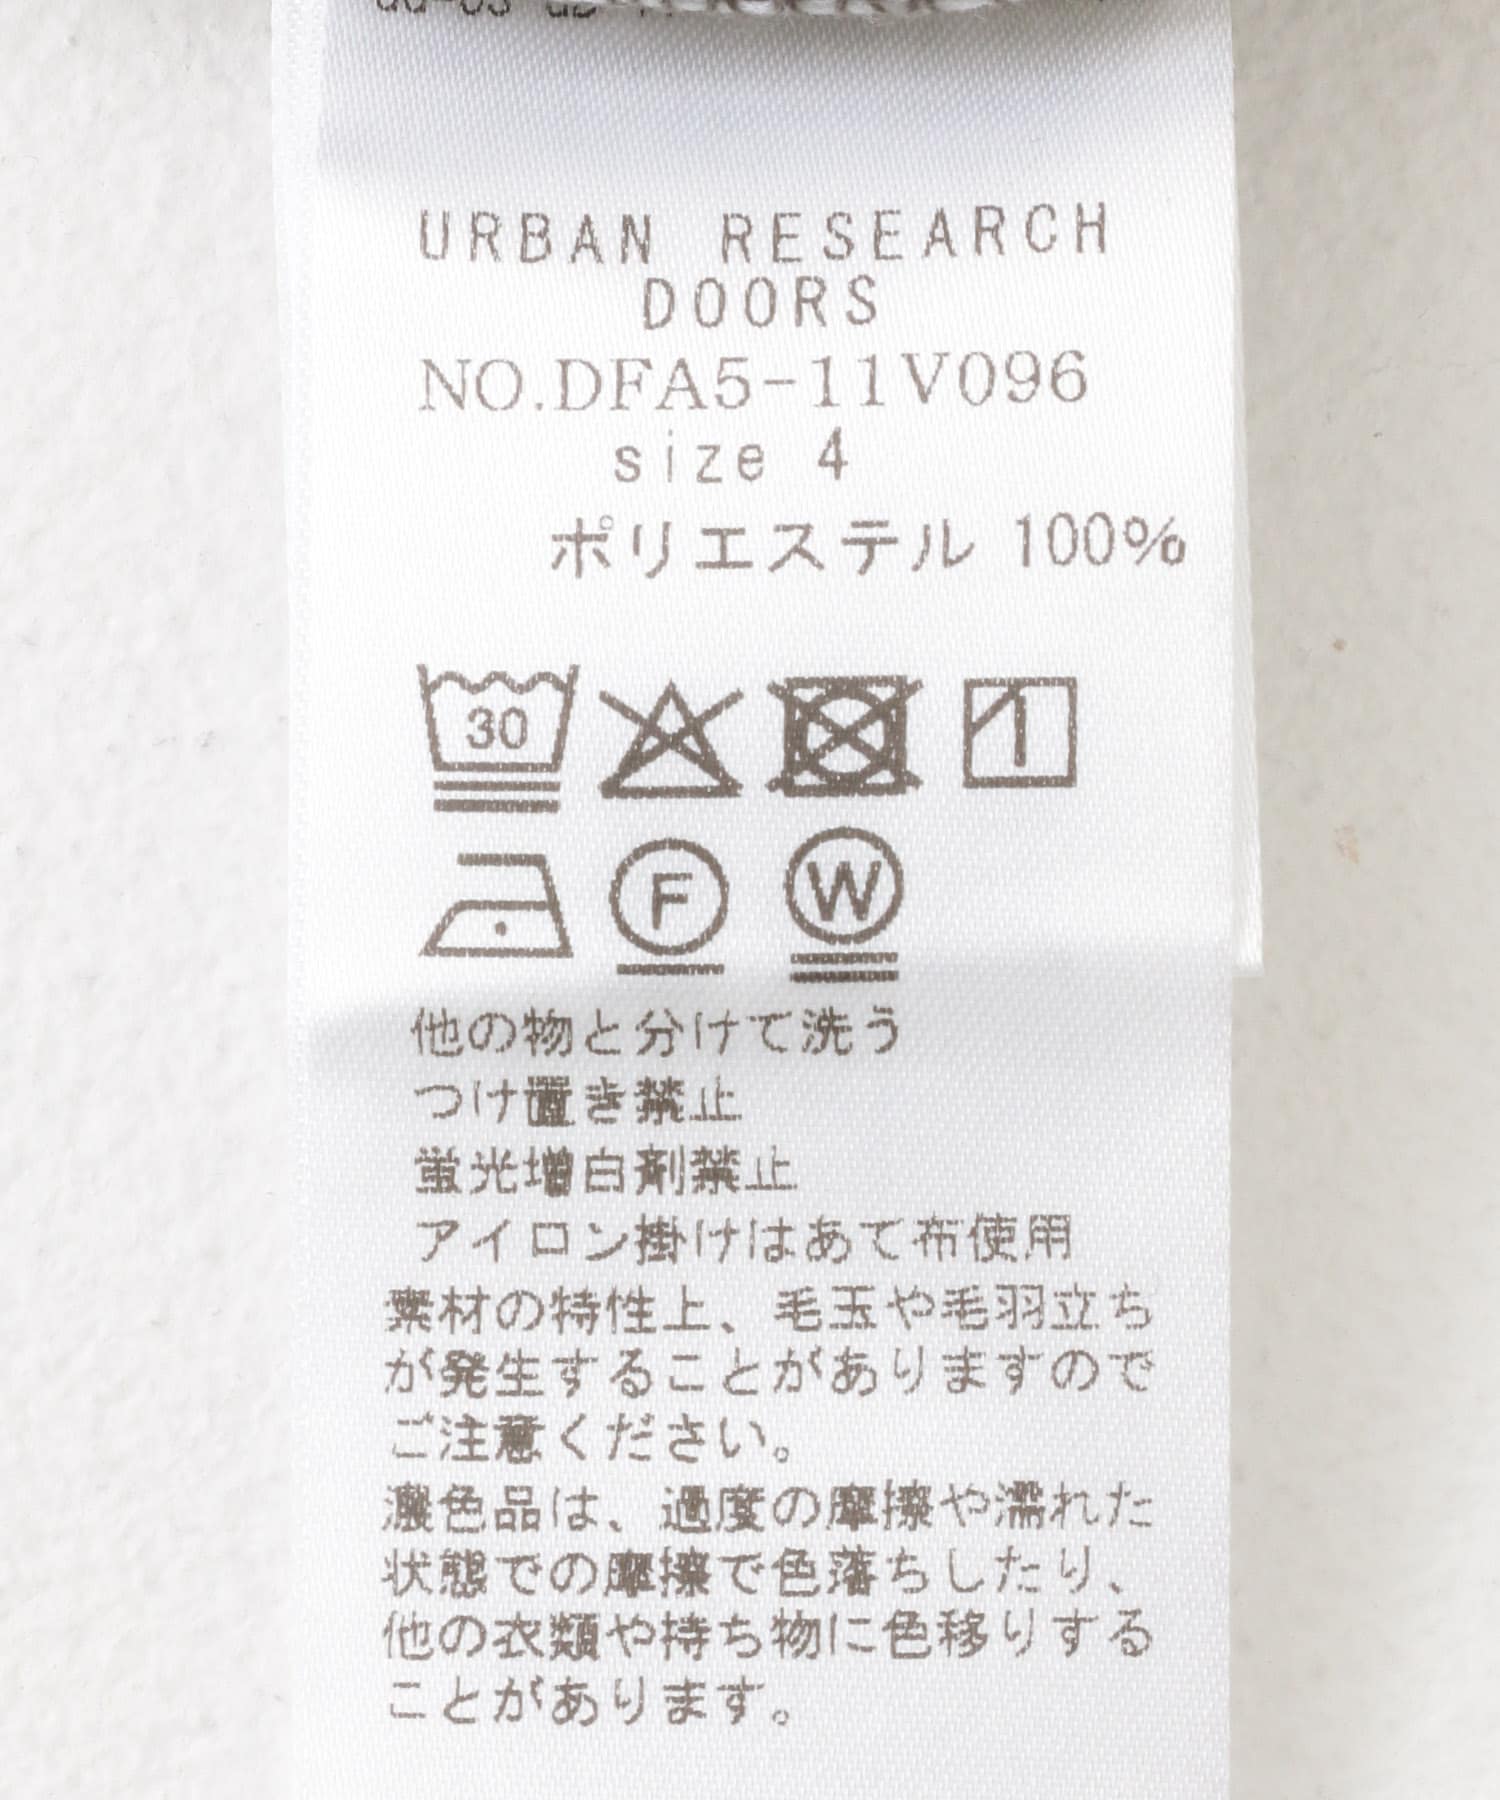 URBAN RESEARCH
DOORS
NO.DFA5-11V096
size 4
ポリエステル 100%
30
F W
他の物と分けて洗う
つけ置き禁止
蛍光増白剤禁止
アイロン掛けはあて布使用
素材の特性上、毛玉や毛羽立ち
が発生することがありますので
ご注意ください。
濃色品は、過度の摩擦や濡れた
状態での摩擦で色落ちしたり、
他の衣類や持ち物に色移りする
ことがあります。